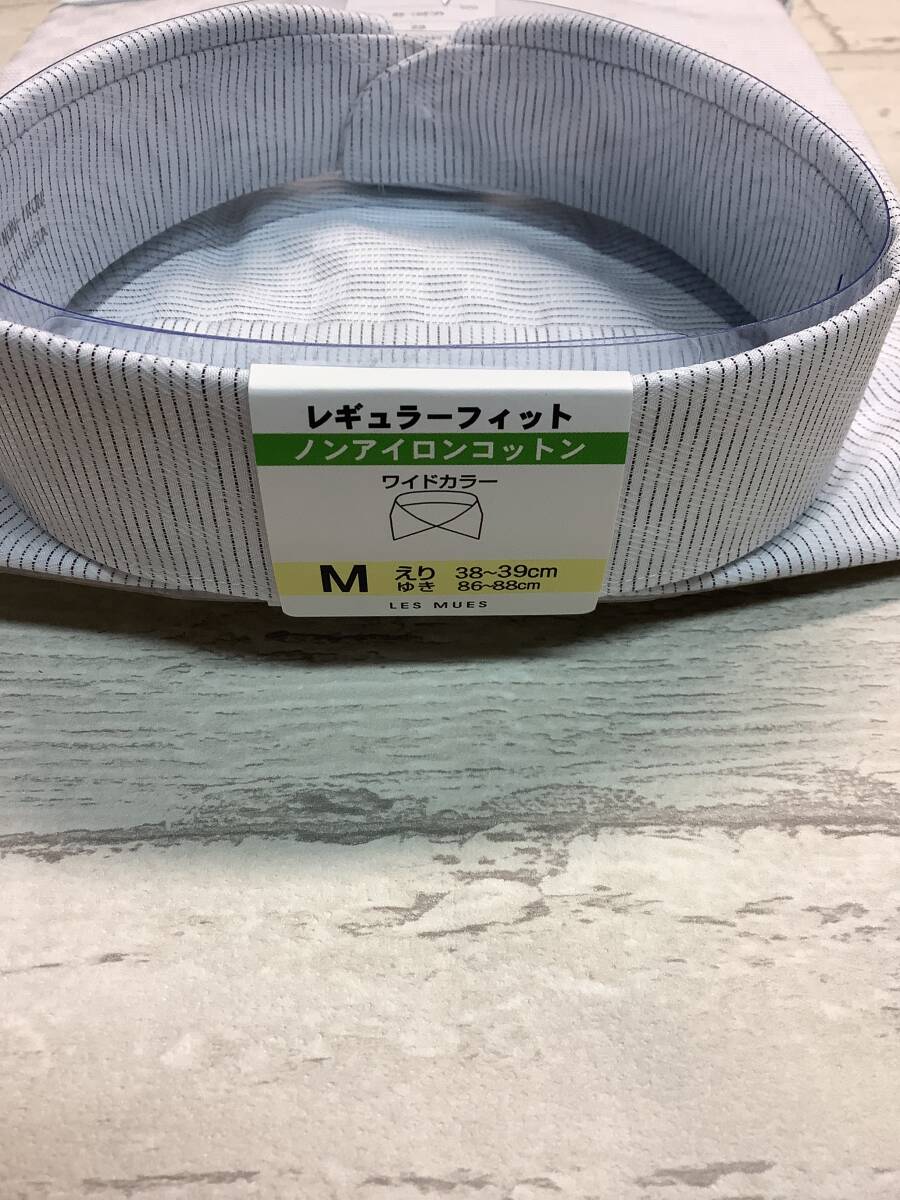 レギュラーフィット
ノンアイロンコットン
ワイドカラー
M えり 38~39cm
ゆき 86~88cm
LES MUES